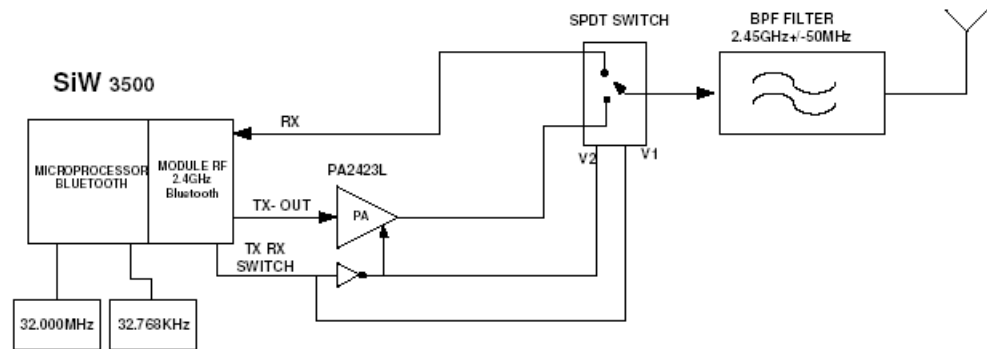 SPDT SWITCH
BPF FILTER
2.45GHz+/-50MHz
SiW 3500
RX
MICROPROCESSOR
BLUETOOTH
MODULE RF
2.4GHz
Bluetooth
V2
V1
PA2423L
TX- OUT
PA
TX RX
SWITCH
32.000MHz
32.768KHz